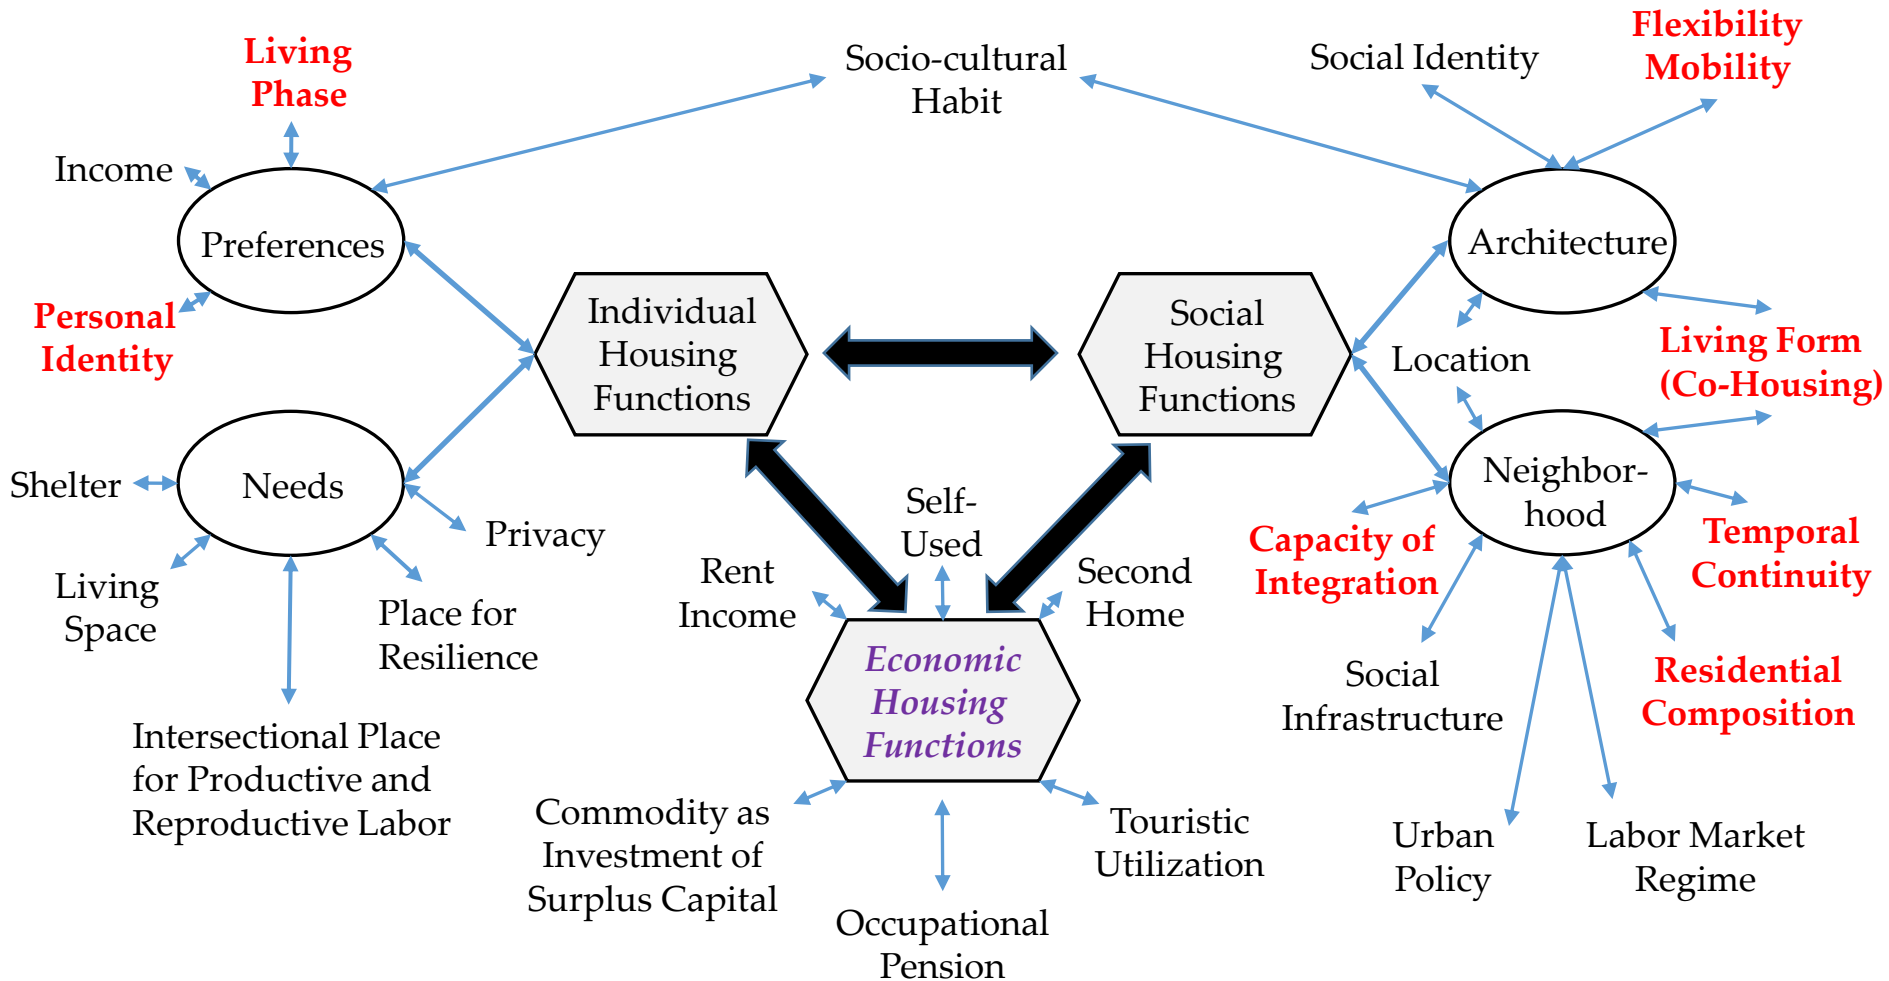 Living
Phase
Socio-cultural
Habit
Social Identity
Flexibility
Mobility
Income
Preferences
Architecture
Personal
Identity
Individual
Housing
Functions
Social
Housing
Functions
Location
Living Form
(Co-Housing)
Shelter
Needs
Privacy
Self-
Used
Neighbor-
hood
Capacity of
Integration
Temporal
Continuity
Living
Space
Place for
Resilience
Rent
Income
Second
Home
Economic
Housing
Functions
Social
Infrastructure
Residential
Composition
Intersectional Place
for Productive and
Reproductive Labor
Commodity as
Investment of
Surplus Capital
Occupational
Pension
Touristic
Utilization
Urban
Policy
Labor Market
Regime